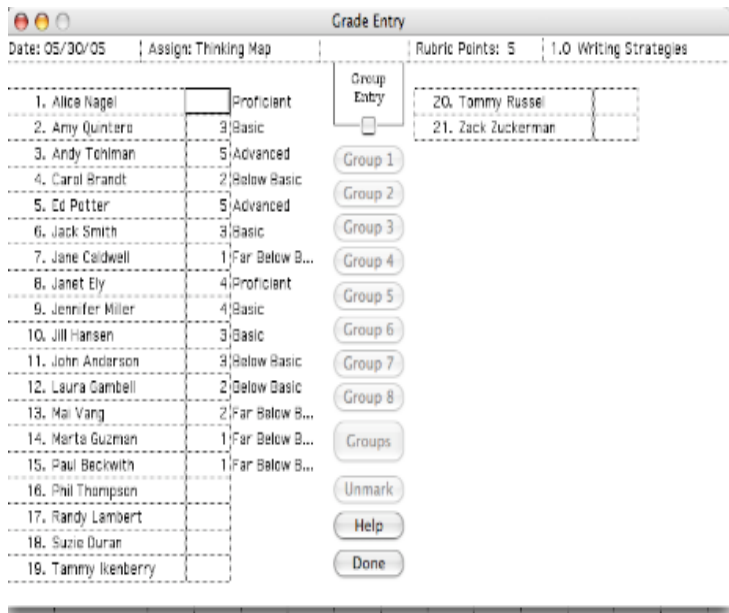 Grade Entry
Date: 05/30/05 Assign: Thinking Map Rubric Points: 5 1.0 Writing Strategies
1. Alice Nagel Proficient
2. Amy Quintero 3 Basic
3. Andy Tohlman 5 Advanced
4. Carol Brandt 2 Below Basic
5. Ed Potter 5 Advanced
6. Jack Smith 3 Basic
7. Jane Caldwell 1 Far Below B...
8. Janet Ely 4 Proficient
9. Jennifer Miller 4 Basic
10. Jill Hansen 3 Basic
11. John Anderson 3 Below Basic
12. Laura Gambell 2 Below Basic
13. Mai Vang 2 Far Below B...
14. Marta Guzman 1 Far Below B...
15. Paul Beckwith 1 Far Below B...
16. Phil Thompson
17. Randy Lambert
18. Suzie Duran
19. Tammy Ikenberry
Group
Entry
Group 1
Group 2
Group 3
Group 4
Group 5
Group 6
Group 7
Group 8
Groups
Unmark
Help
Done
20. Tommy Russel
21. Zack Zuckerman